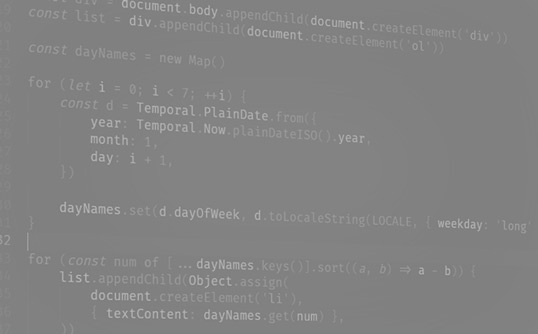 const div = document.body.appendChild(document.createElement('div'))
const list = div.appendChild(document.createElement('ol'))
const dayNames = new Map()
for (let i = 0; i < 7; ++i) {
const d = Temporal.PlainDate.from({
year: Temporal.Now.plainDateISO().year,
month: 1,
day: i + 1,
})
dayNames.set(d.dayOfWeek, d.toLocaleString(LOCALE, { weekday: 'long'
}
32
for (const num of [...dayNames.keys()].sort((a, b) => a - b)) {
list.appendChild(Object.assign(
document.createElement('li'),
{ textContent: dayNames.get(num) },
))